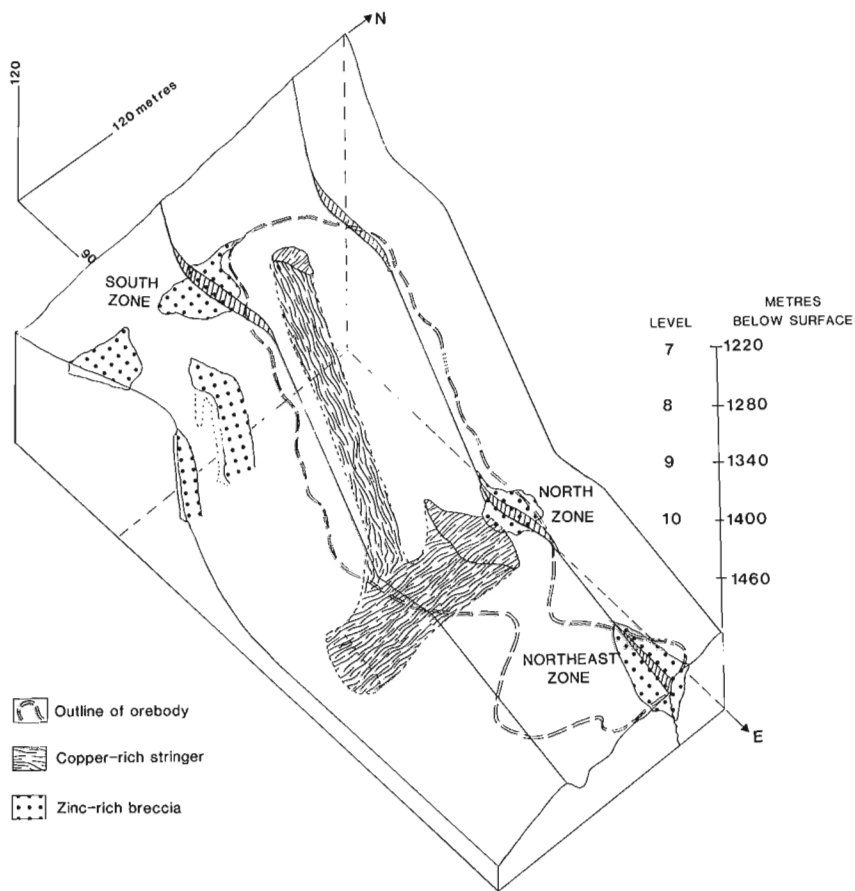 N
120
120 metres
90
SOUTH
ZONE
METRES
LEVEL BELOW SURFACE
7 1220
8 1280
9 1340
10 1400
1460
NORTH
ZONE
NORTHEAST
ZONE
E
Outline of orebody
Copper-rich stringer
Zinc-rich breccia